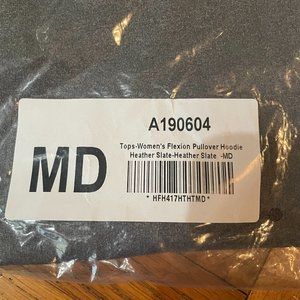 A190604
Tops-Women's Flexion Pullover Hoodie
Heather Slate-Heather Slate -MD
MD
* HFH417HTHTMD *